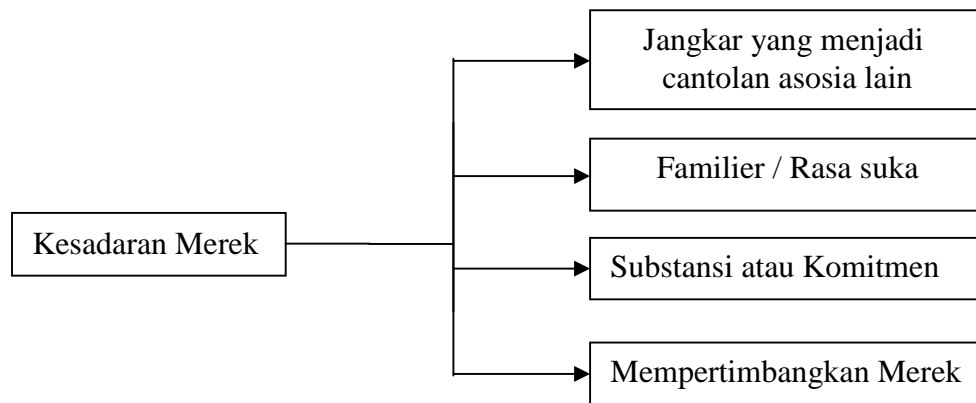 Jangkar yang menjadi
cantolan asosia lain
Familier / Rasa suka
Kesadaran Merek
Substansi atau Komitmen
Mempertimbangkan Merek